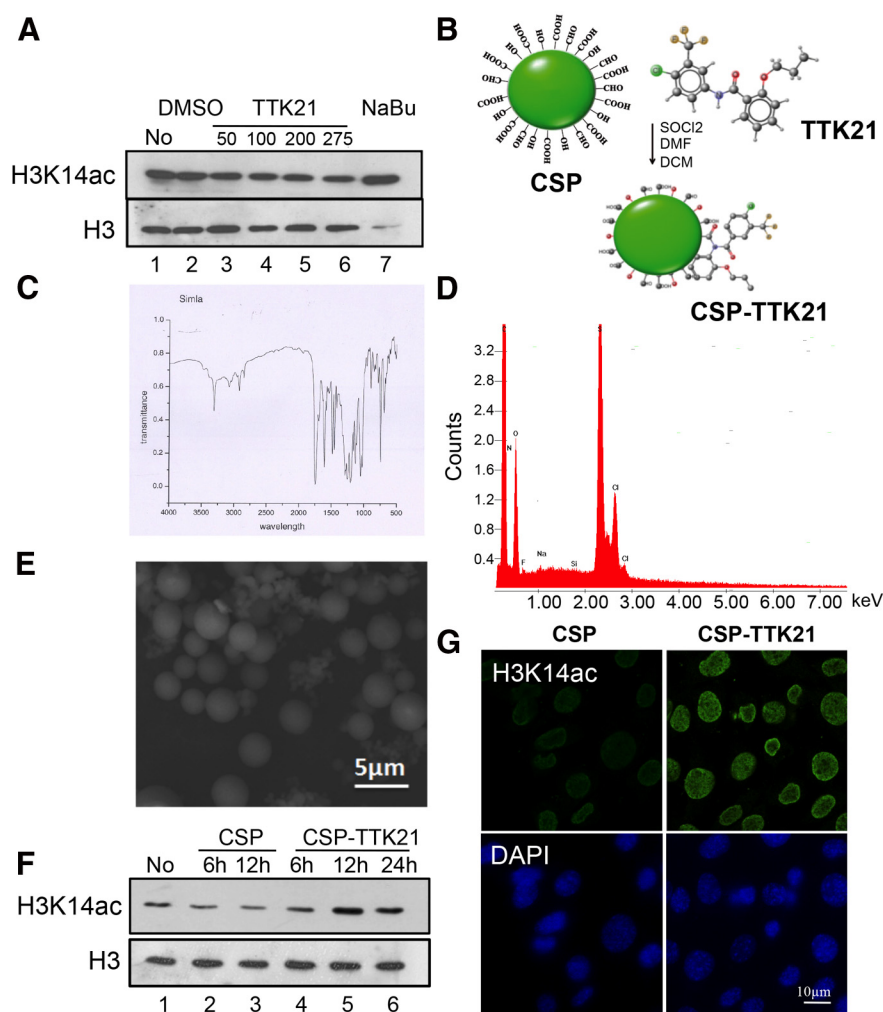 A
DMSO TTK21 NaBu
No 50 100 200 275
H3K14ac
H3
1 2 3 4 5 6 7
B
COOH
CHO
HO
HOOC
OH
CSP
TTK21
SOCl2
DMF
DCM
CSP-TTK21
C
Simla
1.0
0.8
0.6
0.4
0.2
0.0
transmittance
4000 3500 3000 2500 2000 1500 1000 500
wavelength
D
Counts
3.2
2.8
2.4
2.0
1.6
1.2
0.8
0.4
N
O
F
Na
Si
S
Cl
Cl
1.00 2.00 3.00 4.00 5.00 6.00 7.00 keV
E
5μm
F
CSP CSP-TTK21
No 6h 12h 6h 12h 24h
H3K14ac
H3
1 2 3 4 5 6
G
CSP CSP-TTK21
H3K14ac
DAPI
10μm